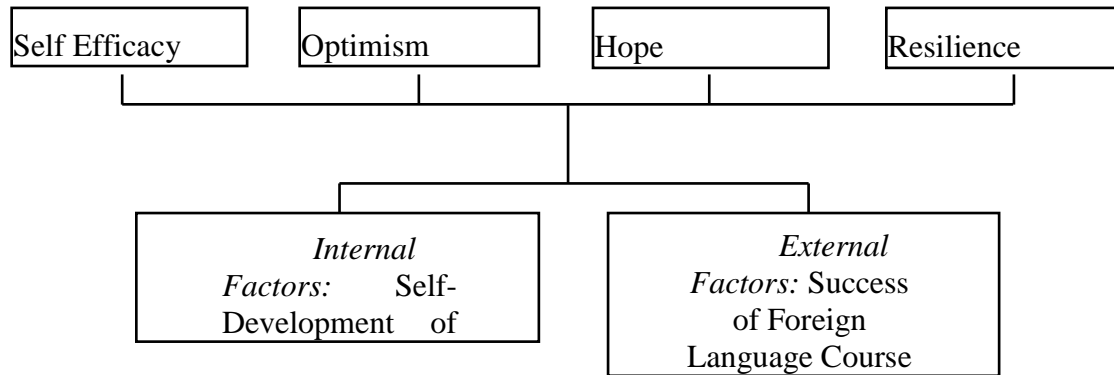 Self Efficacy
Optimism
Hope
Resilience
Internal
Factors: Self-
Development of
External
Factors: Success
of Foreign
Language Course